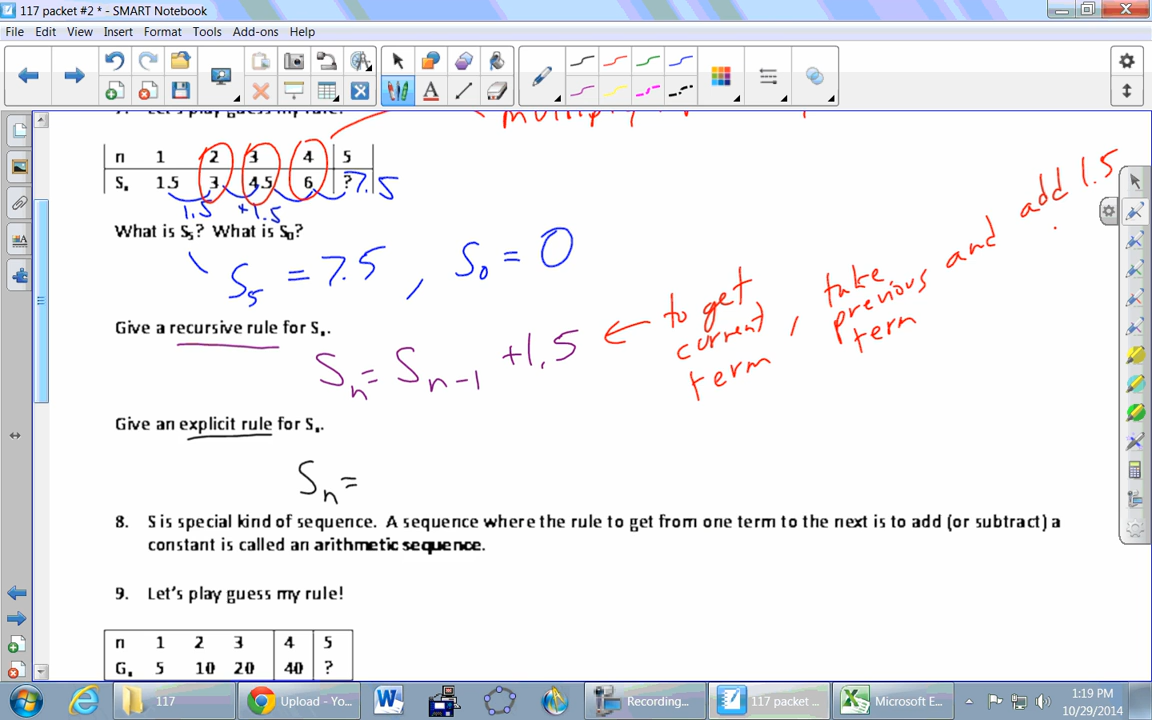 117 packet #2 * - SMART Notebook
File Edit View Insert Format Tools Add-ons Help
multiply
n 1 2 3 4 5
Sₙ 1.5 3 4.5 6 ? 7.5
1.5 +1.5
What is S₅? What is S₀?
S₅ = 7.5 , S₀ = 0
Give a recursive rule for Sₙ.
Sₙ = Sₙ₋₁ + 1.5 ← to get current term , take previous term and add 1.5
Give an explicit rule for Sₙ.
Sₙ =
8. S is special kind of sequence. A sequence where the rule to get from one term to the next is to add (or subtract) a
constant is called an arithmetic sequence.
9. Let's play guess my rule!
n 1 2 3 4 5
Gₙ 5 10 20 40 ?
117 Upload - Yo... Recording... 117 packet ... Microsoft E... 1:19 PM
10/29/2014